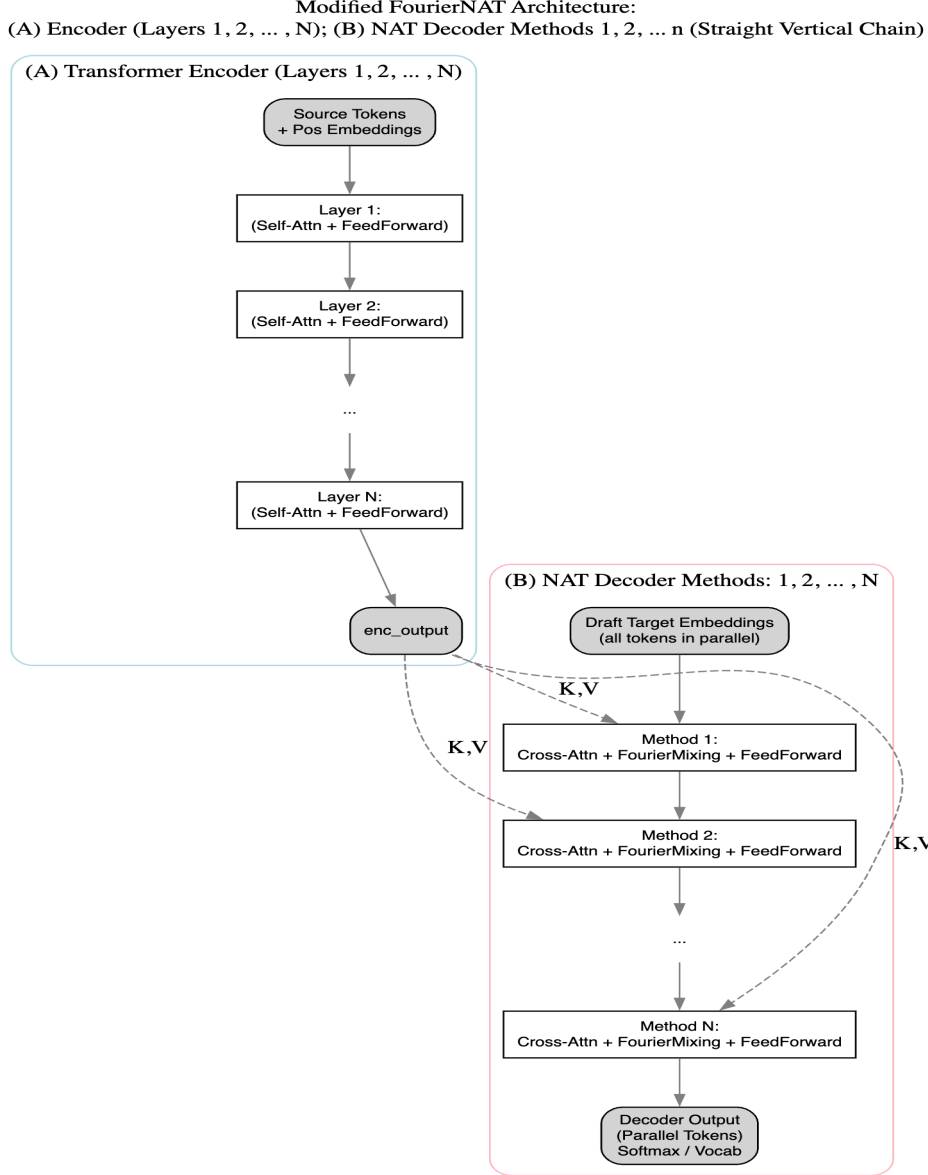 Modified FourierNAT Architecture:
(A) Encoder (Layers 1, 2, ... , N); (B) NAT Decoder Methods 1, 2, ... n (Straight Vertical Chain)
(A) Transformer Encoder (Layers 1, 2, ... , N)
Source Tokens
+ Pos Embeddings
Layer 1:
(Self-Attn + FeedForward)
Layer 2:
(Self-Attn + FeedForward)
...
Layer N:
(Self-Attn + FeedForward)
enc_output
(B) NAT Decoder Methods: 1, 2, ... , N
Draft Target Embeddings
(all tokens in parallel)
K,V
K,V
Method 1:
Cross-Attn + FourierMixing + FeedForward
Method 2:
Cross-Attn + FourierMixing + FeedForward
K,V
...
Method N:
Cross-Attn + FourierMixing + FeedForward
Decoder Output
(Parallel Tokens)
Softmax / Vocab